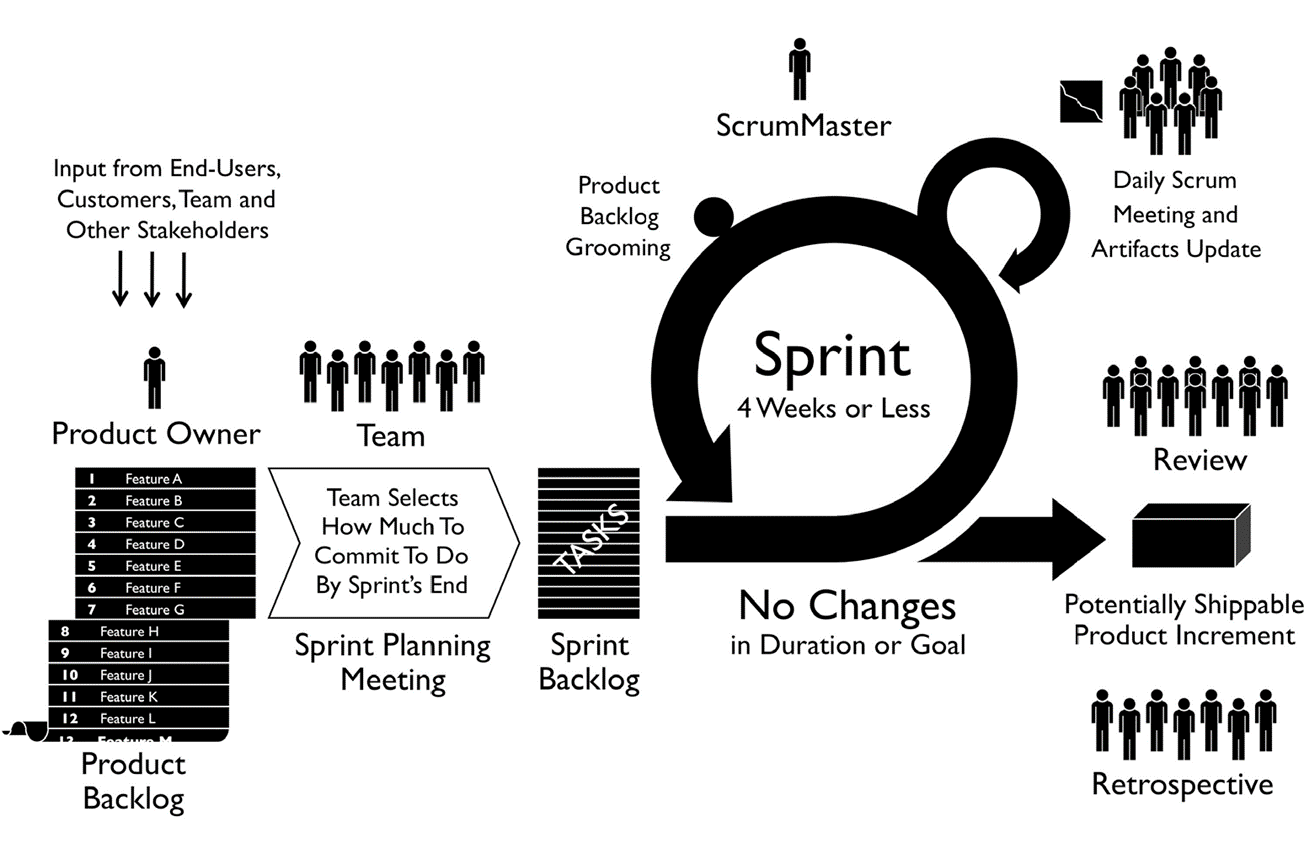 ScrumMaster
Input from End-Users,
Customers, Team and
Other Stakeholders
Product
Backlog
Grooming
Daily Scrum
Meeting and
Artifacts Update
Product Owner
Team
Sprint
4 Weeks or Less
1 Feature A
2 Feature B
3 Feature C
4 Feature D
5 Feature E
6 Feature F
7 Feature G
8 Feature H
9 Feature I
10 Feature J
11 Feature K
12 Feature L
13 Feature M
Product
Backlog
Team Selects
How Much To
Commit To Do
By Sprint's End
Sprint Planning
Meeting
TASKS
Sprint
Backlog
No Changes
in Duration or Goal
Review
Potentially Shippable
Product Increment
Retrospective